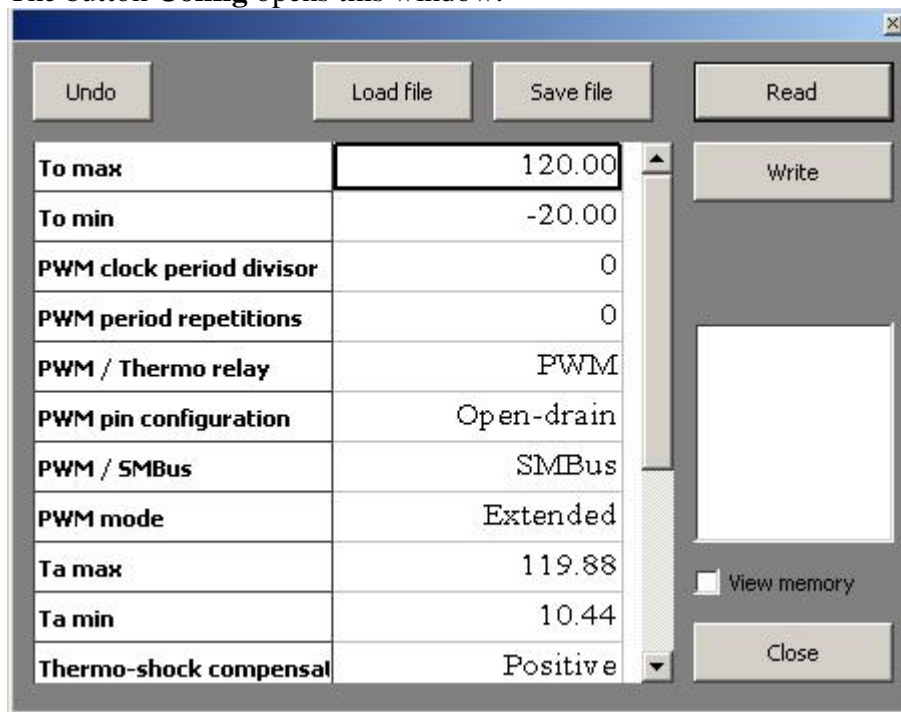 The button Config opens this window:
Undo Load file Save file Read
Write
To max 120.00
To min -20.00
PWM clock period divisor 0
PWM period repetitions 0
PWM / Thermo relay PWM
PWM pin configuration Open-drain
PWM / SMBus SMBus
PWM mode Extended
Ta max 119.88
Ta min 10.44
Thermo-shock compensat Positive
View memory
Close